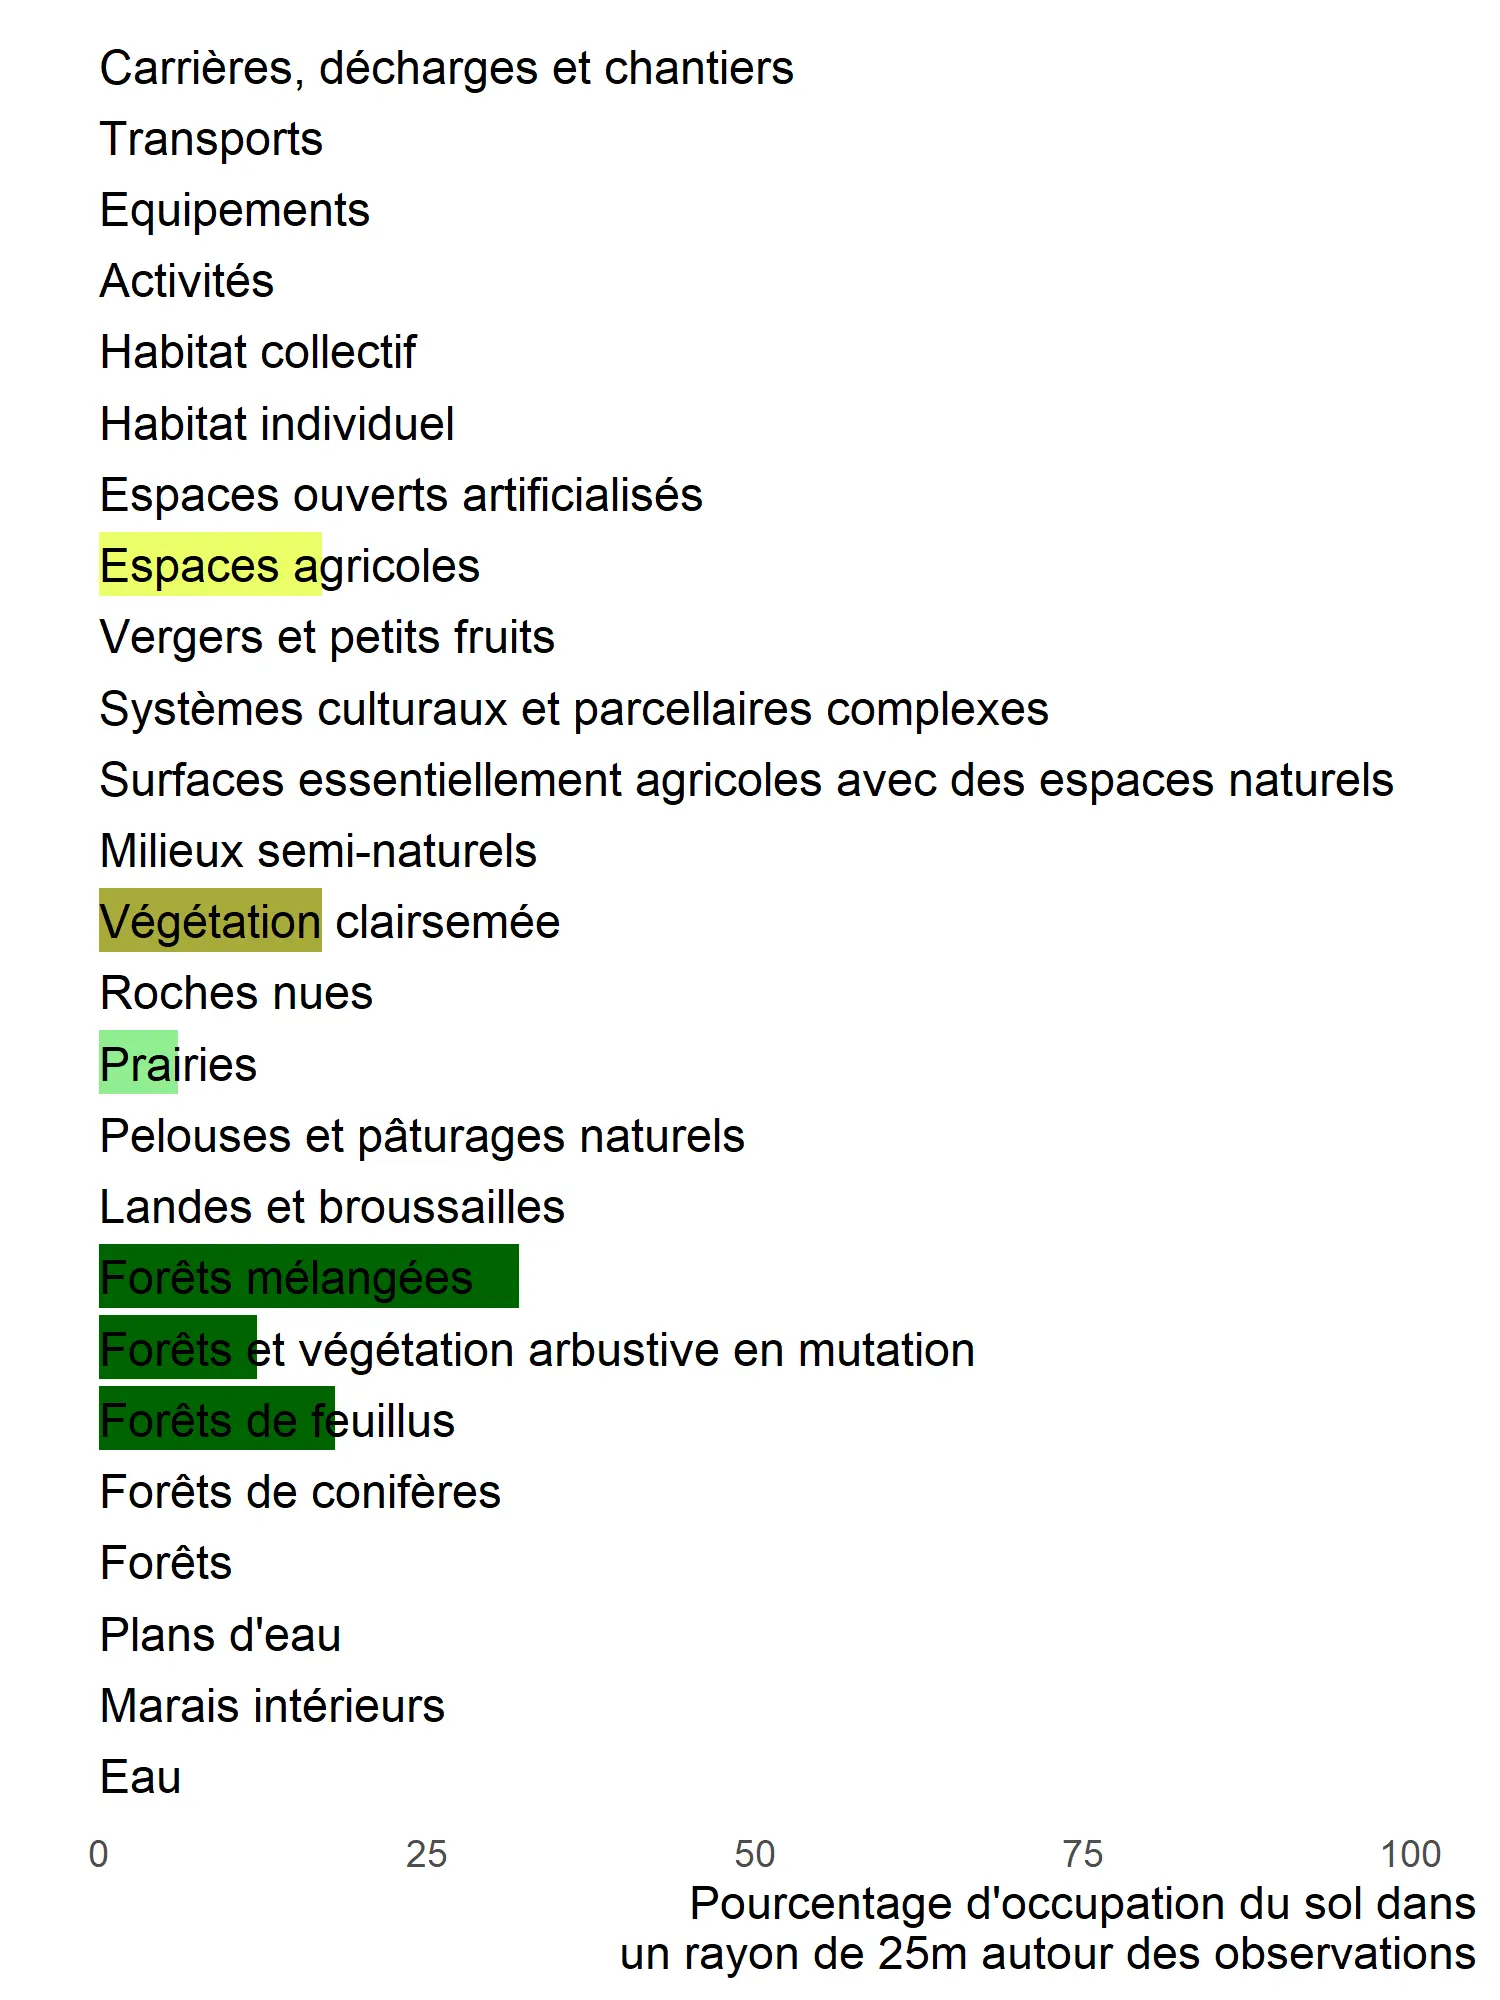 Carrières, décharges et chantiers
Transports
Equipements
Activités
Habitat collectif
Habitat individuel
Espaces ouverts artificialisés
Espaces agricoles
Vergers et petits fruits
Systèmes culturaux et parcellaires complexes
Surfaces essentiellement agricoles avec des espaces naturels
Milieux semi-naturels
Végétation clairsemée
Roches nues
Prairies
Pelouses et pâturages naturels
Landes et broussailles
Forêts mélangées
Forêts et végétation arbustive en mutation
Forêts de feuillus
Forêts de conifères
Forêts
Plans d'eau
Marais intérieurs
Eau
0 25 50 75 100
Pourcentage d'occupation du sol dans
un rayon de 25m autour des observations